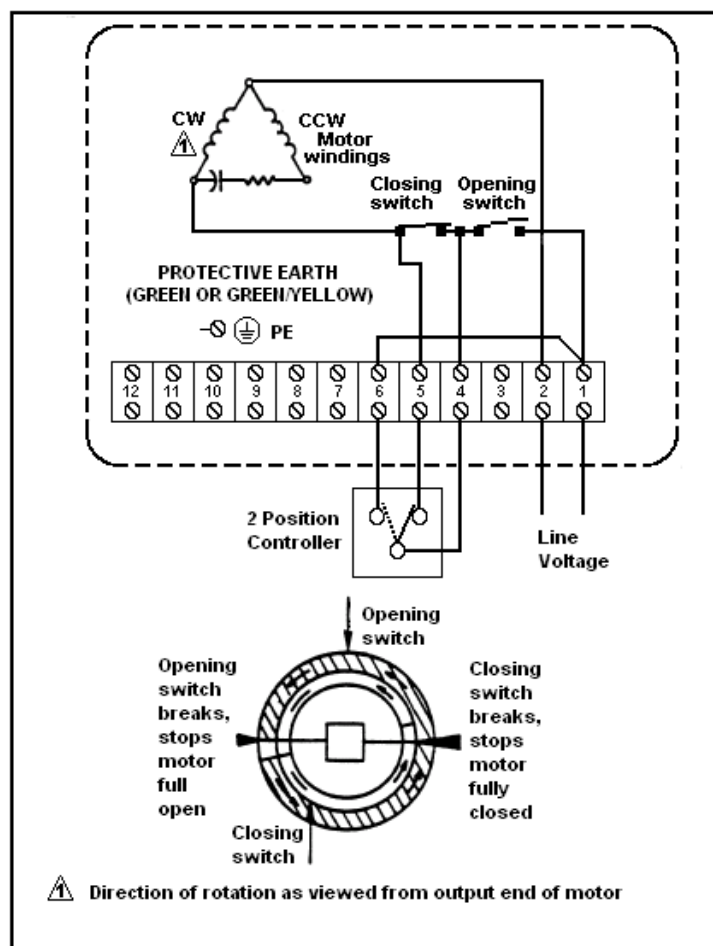 CW
1
CCW
Motor
windings
Closing
switch
Opening
switch
PROTECTIVE EARTH
(GREEN OR GREEN/YELLOW)
PE
12 11 10 9 8 7 6 5 4 3 2 1
2 Position
Controller
Line
Voltage
Opening
switch
Opening
switch
breaks,
stops
motor
full
open
Closing
switch
breaks,
stops
motor
fully
closed
Closing
switch
1 Direction of rotation as viewed from output end of motor